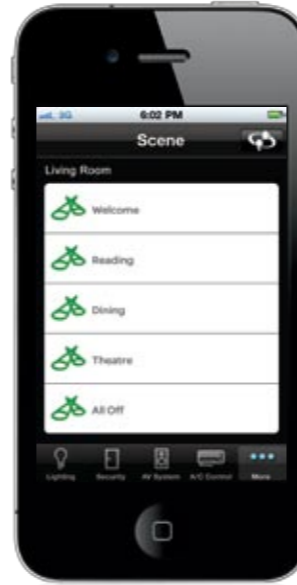 3G 6:02 PM
Scene
Living Room
Welcome
Reading
Dining
Theatre
All Off
Lighting Security AV System A/C Control More